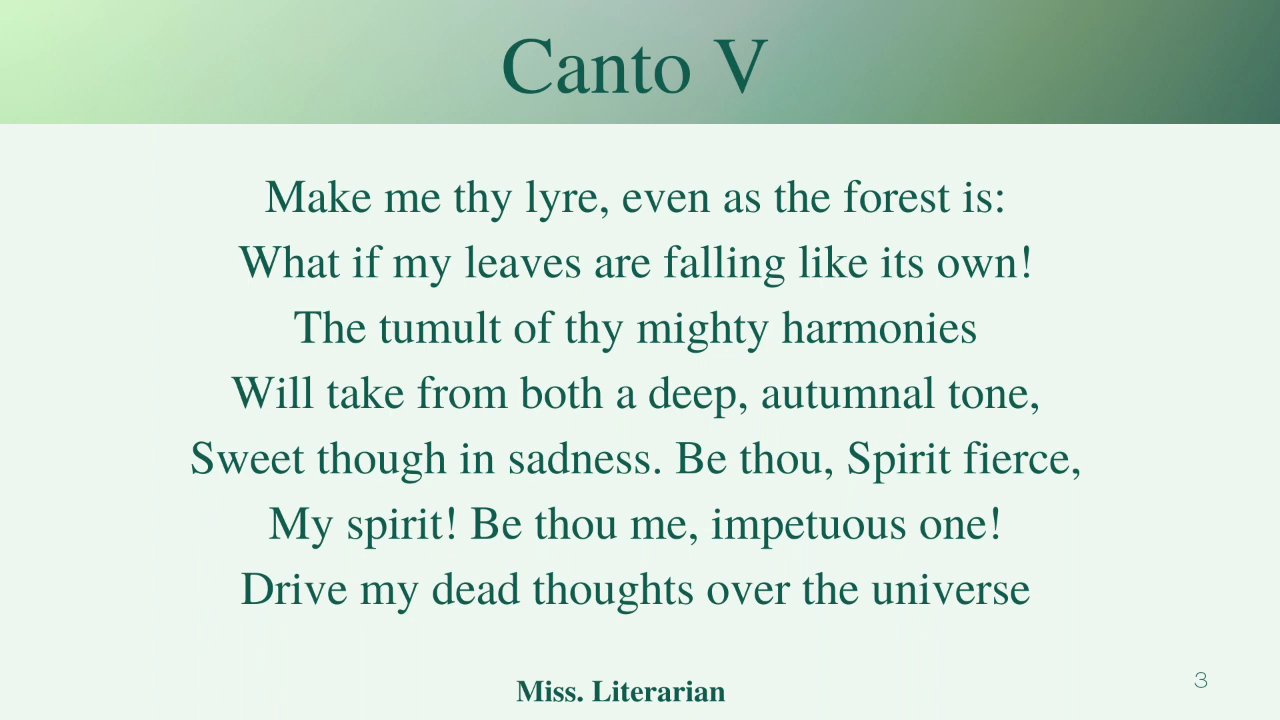 Canto V
Make me thy lyre, even as the forest is:
What if my leaves are falling like its own!
The tumult of thy mighty harmonies
Will take from both a deep, autumnal tone,
Sweet though in sadness. Be thou, Spirit fierce,
My spirit! Be thou me, impetuous one!
Drive my dead thoughts over the universe
Miss. Literarian
3